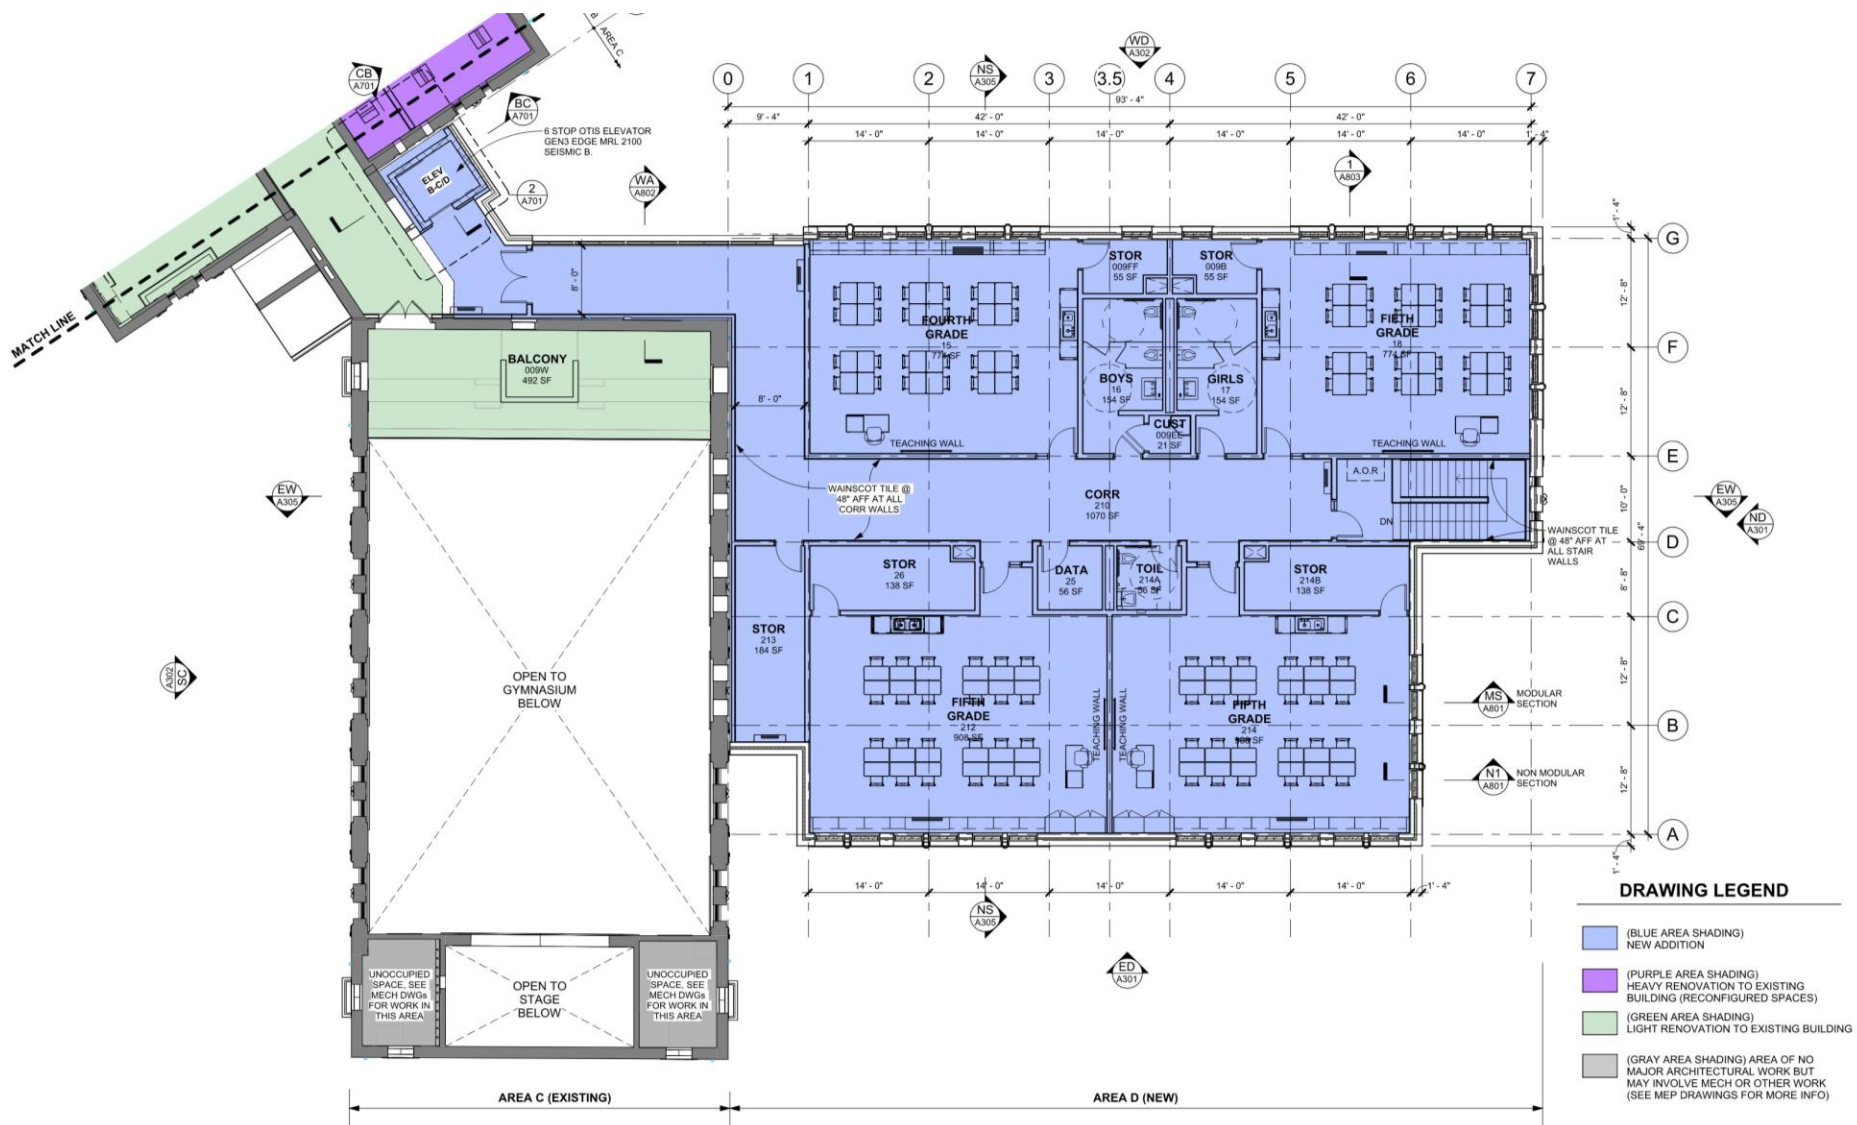 B
AREA C
CB
A701
BC
A701
6 STOP OTIS ELEVATOR
GEN3 EDGE MRL 2100
SEISMIC B.
ELEV
B-C/D
2
A701
WA
A802
0
1
2
NS
A305
3
3.5
WD
A302
4
5
6
7
93' - 4"
9' - 4"
42' - 0"
42' - 0"
14' - 0"
14' - 0"
14' - 0"
14' - 0"
14' - 0"
14' - 0"
1' - 4"
1
A803
1' - 4"
G
12' - 8"
F
12' - 8"
E
10' - 0"
D
69' - 4"
8' - 8"
C
12' - 8"
B
12' - 8"
A
1' - 4"
MATCH LINE
8' - 0"
8' - 0"
BALCONY
009W
492 SF
FOURTH
GRADE
15
774 SF
TEACHING WALL
STOR
009FF
55 SF
STOR
009B
55 SF
BOYS
16
154 SF
GIRLS
17
154 SF
CUST
009EE
21 SF
FIFTH
GRADE
18
774 SF
TEACHING WALL
WAINSCOT TILE @
48" AFF AT ALL
CORR WALLS
CORR
210
1070 SF
A.O.R
DN
WAINSCOT TILE
@ 48" AFF AT
ALL STAIR
WALLS
EW
A305
EW
A305
ND
A301
SC
A302
STOR
26
138 SF
DATA
25
56 SF
TOIL
214A
56 SF
STOR
214B
138 SF
STOR
213
184 SF
OPEN TO
GYMNASIUM
BELOW
FIFTH
GRADE
212
908 SF
TEACHING WALL
TEACHING WALL
FIFTH
GRADE
214
908 SF
MS
A801
MODULAR
SECTION
N1
A801
NON MODULAR
SECTION
14' - 0"
14' - 0"
14' - 0"
14' - 0"
14' - 0"
1' - 4"
NS
A305
ED
A301
UNOCCUPIED
SPACE, SEE
MECH DWGs
FOR WORK IN
THIS AREA
OPEN TO
STAGE
BELOW
UNOCCUPIED
SPACE, SEE
MECH DWGs
FOR WORK IN
THIS AREA
AREA C (EXISTING)
AREA D (NEW)
DRAWING LEGEND
(BLUE AREA SHADING)
NEW ADDITION
(PURPLE AREA SHADING)
HEAVY RENOVATION TO EXISTING
BUILDING (RECONFIGURED SPACES)
(GREEN AREA SHADING)
LIGHT RENOVATION TO EXISTING BUILDING
(GRAY AREA SHADING) AREA OF NO
MAJOR ARCHITECTURAL WORK BUT
MAY INVOLVE MECH OR OTHER WORK
(SEE MEP DRAWINGS FOR MORE INFO)